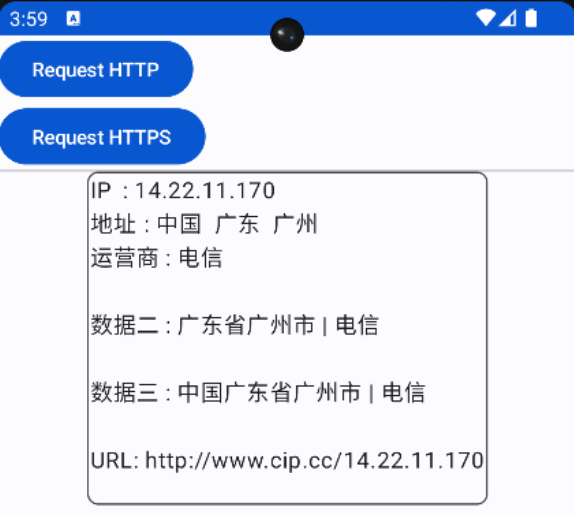 3:59
Request HTTP
Request HTTPS
IP : 14.22.11.170
地址 : 中国 广东 广州
运营商 : 电信
数据二 : 广东省广州市 | 电信
数据三 : 中国广东省广州市 | 电信
URL: http://www.cip.cc/14.22.11.170